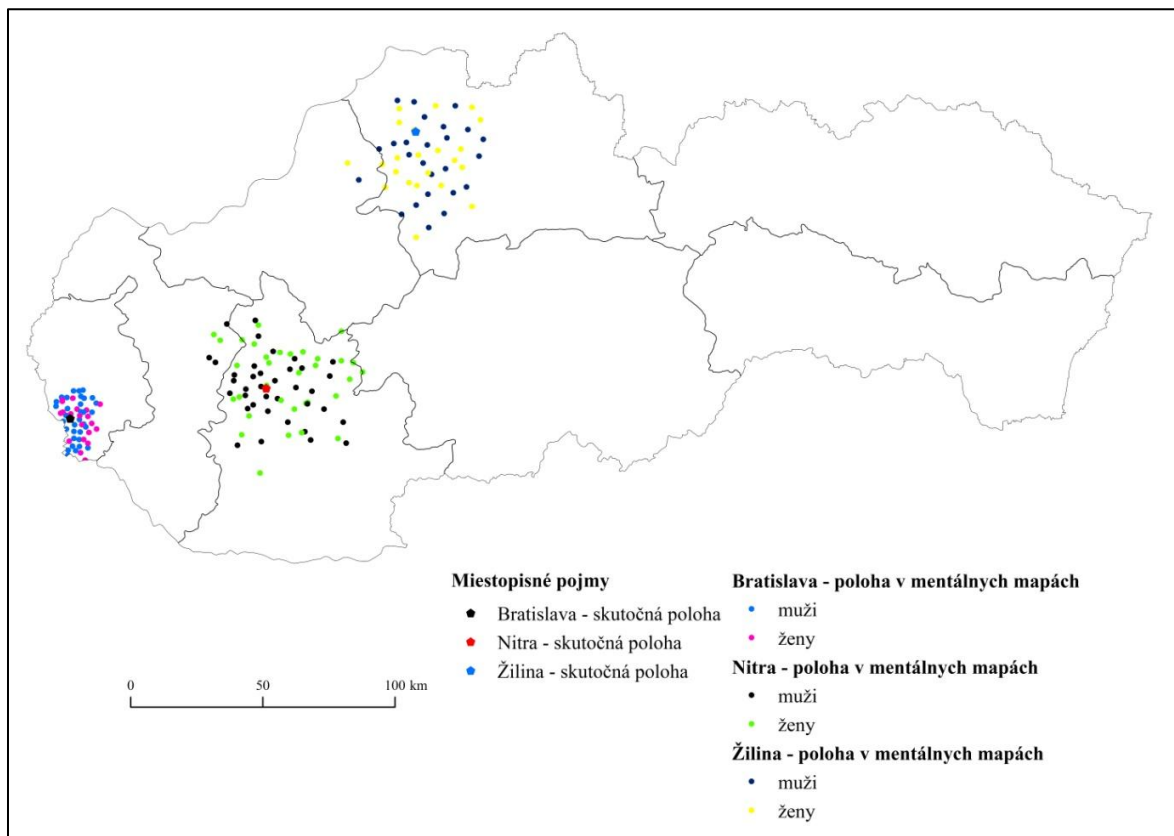 Miestopisné pojmy
Bratislava - skutočná poloha
Nitra - skutočná poloha
Žilina - skutočná poloha
Bratislava - poloha v mentálnych mapách
muži
ženy
Nitra - poloha v mentálnych mapách
muži
ženy
Žilina - poloha v mentálnych mapách
muži
ženy
0 50 100 km